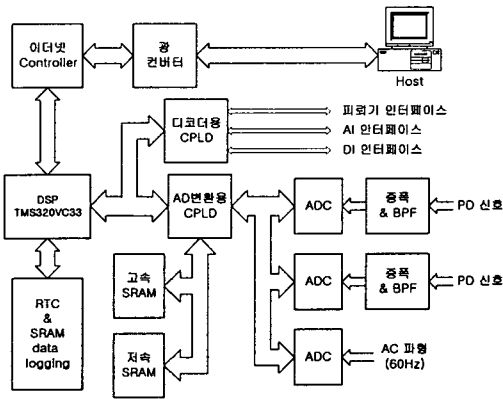 이더넷
Controller
광
컨버터
Host
디코더용
CPLD
피뢰기 인터페이스
AI 인터페이스
DI 인터페이스
DSP
TMS320VC33
AD변환용
CPLD
ADC
증폭
& BPF
PD 신호
고속
SRAM
ADC
증폭
& BPF
PD 신호
RTC
&
SRAM
data
logging
저속
SRAM
ADC
AC 파형
(60Hz)